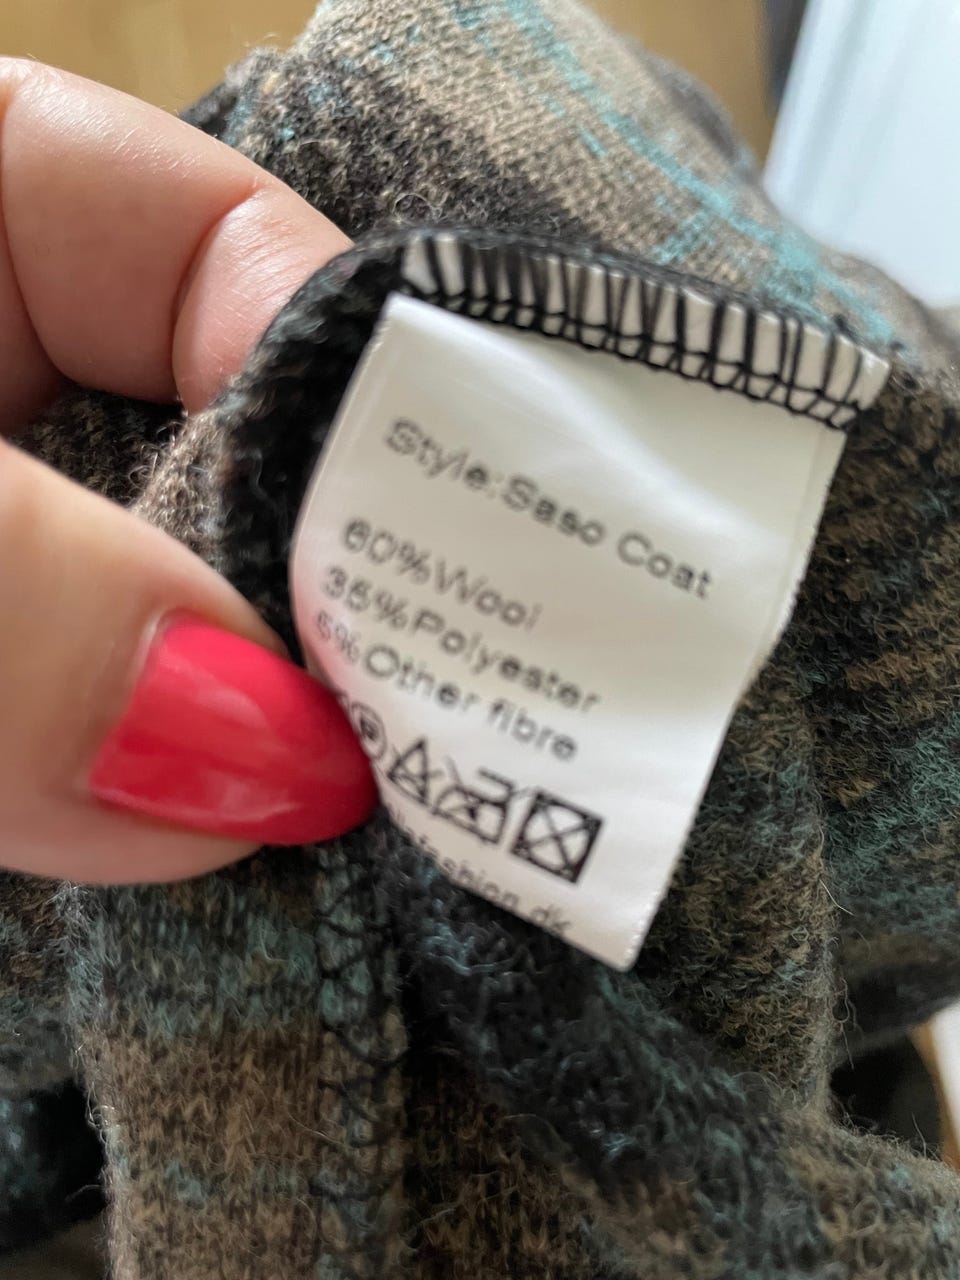 Style:Saso Coat
60%Wool
35%Polyester
5%Other fibre
P